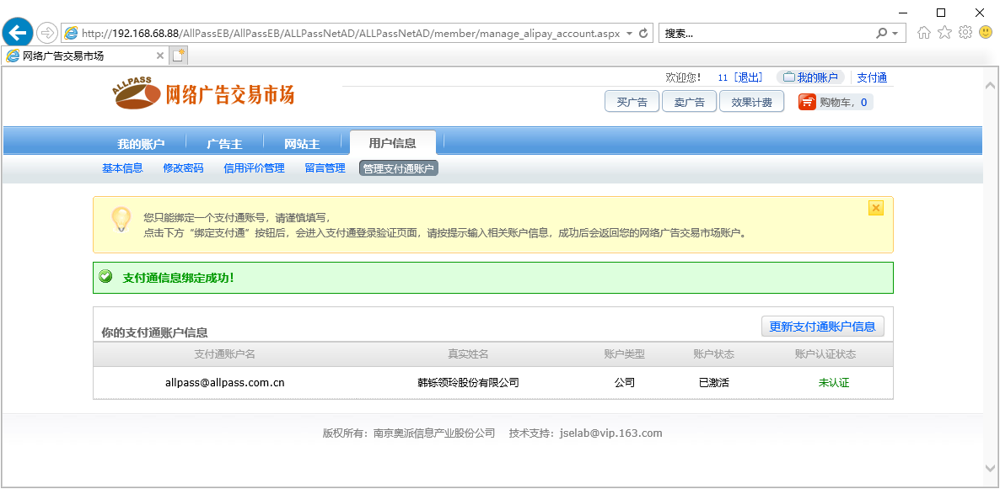 http://192.168.68.88/AllPassEB/AllPassEB/ALLPassNetAD/ALLPassNetAD/member/manage_alipay_account.aspx
搜索...
网络广告交易市场
ALLPASS
网络广告交易市场
欢迎您！ 11 [退出] 我的账户 支付通
买广告 卖广告 效果计费 购物车，0
我的账户 广告主 网站主 用户信息
基本信息 修改密码 信用评价管理 留言管理 管理支付通账户
您只能绑定一个支付通账号，请谨慎填写，
点击下方“绑定支付通”按钮后，会进入支付通登录验证页面，请按提示输入相关账户信息，成功后会返回您的网络广告交易市场账户。
支付通信息绑定成功！
你的支付通账户信息 更新支付通账户信息
支付通账户名 真实姓名 账户类型 账户状态 账户认证状态
allpass@allpass.com.cn 韩铄领玲股份有限公司 公司 已激活 未认证
版权所有：南京奥派信息产业股份公司 技术支持：jselab@vip.163.com